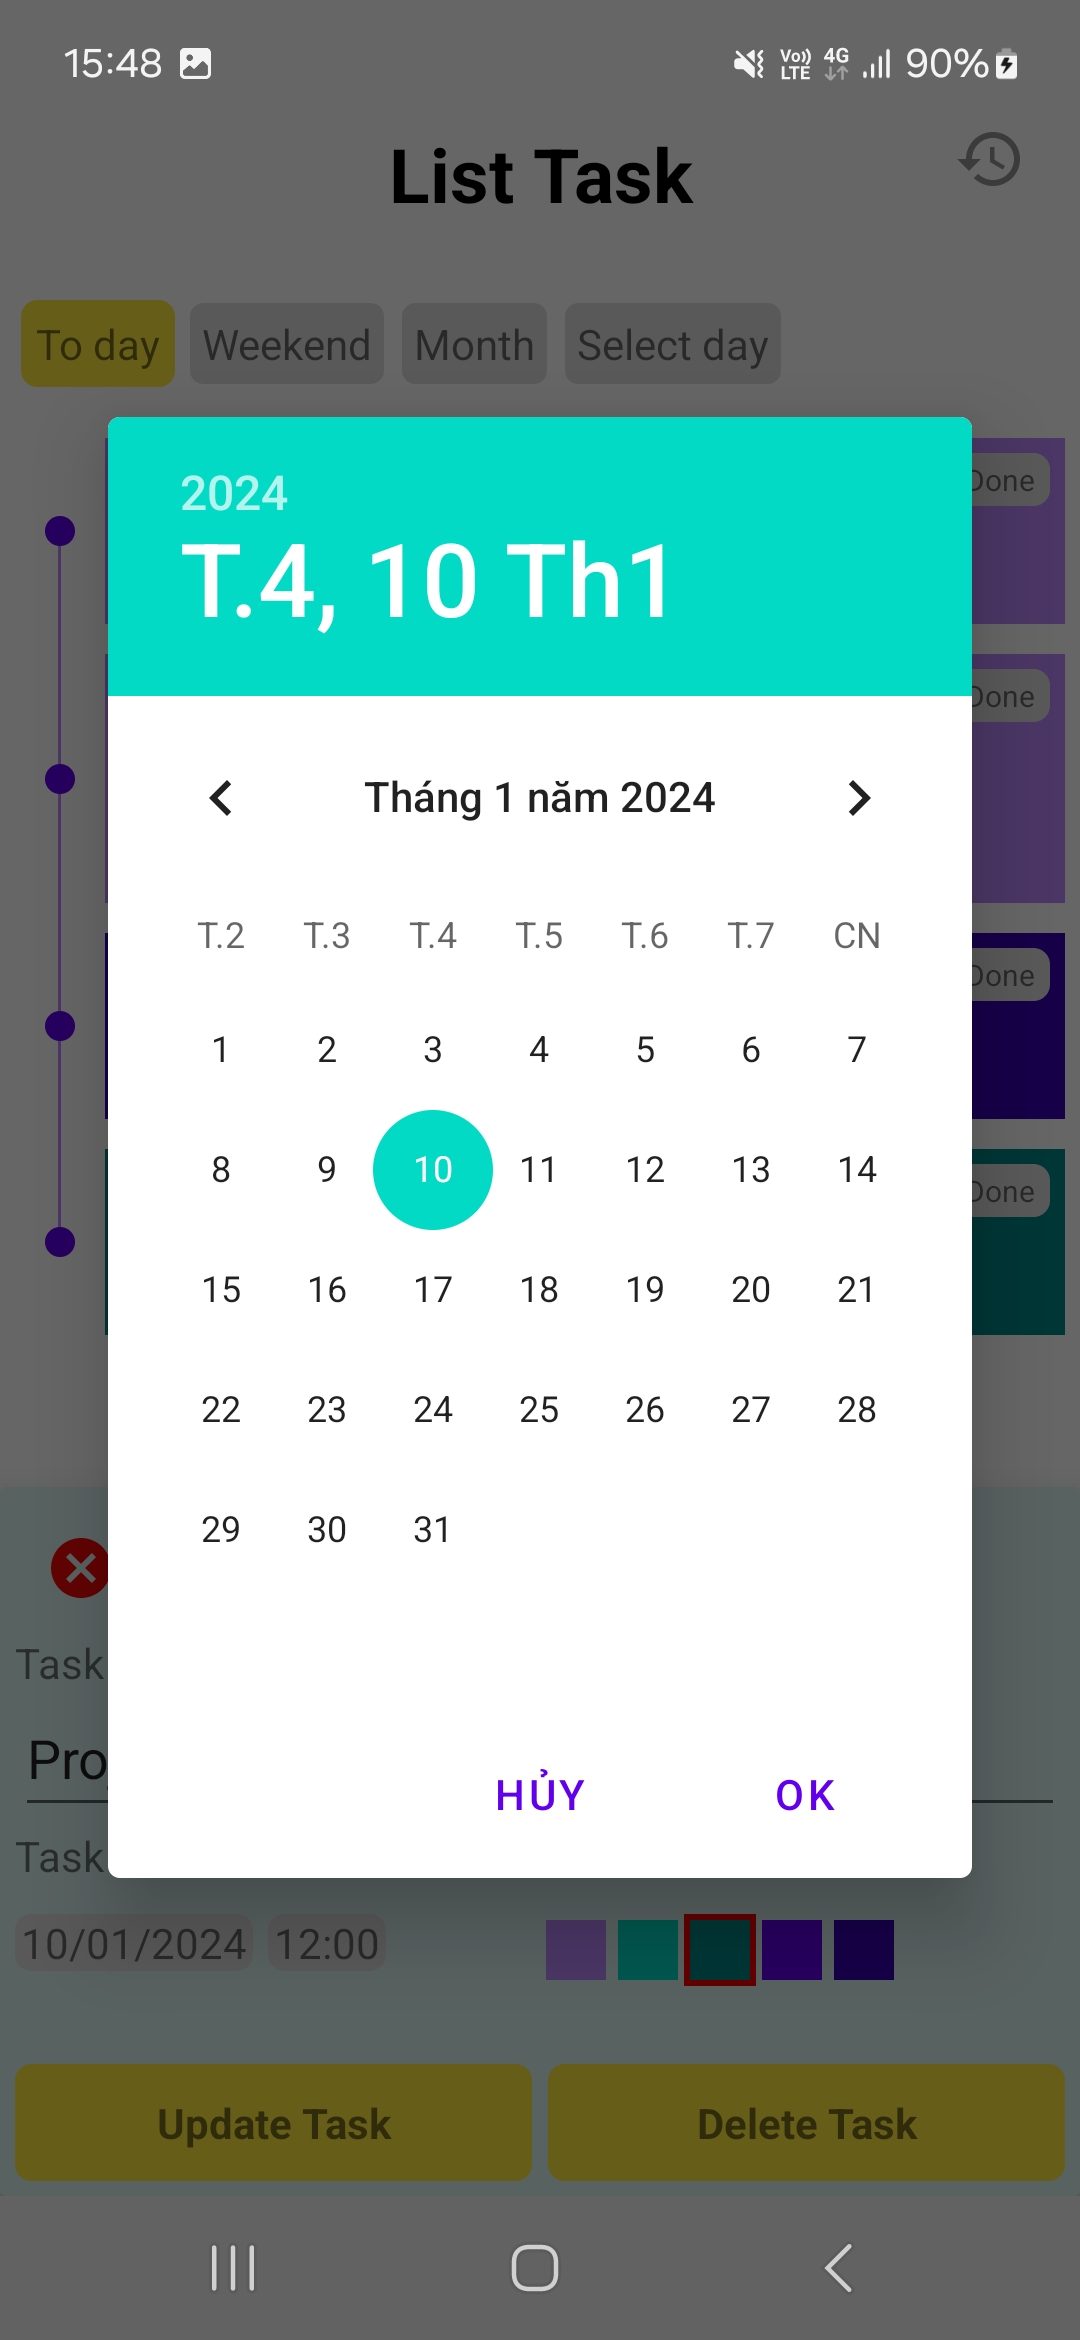 15:48 Vo)) LTE 4G 90%
List Task
To day Weekend Month Select day
2024
T.4, 10 Th1
Done
Done
Tháng 1 năm 2024
T.2 T.3 T.4 T.5 T.6 T.7 CN
Done
1 2 3 4 5 6 7
8 9 10 11 12 13 14
Done
15 16 17 18 19 20 21
22 23 24 25 26 27 28
29 30 31
Task
HỦY OK
Task
10/01/2024 12:00
Update Task Delete Task